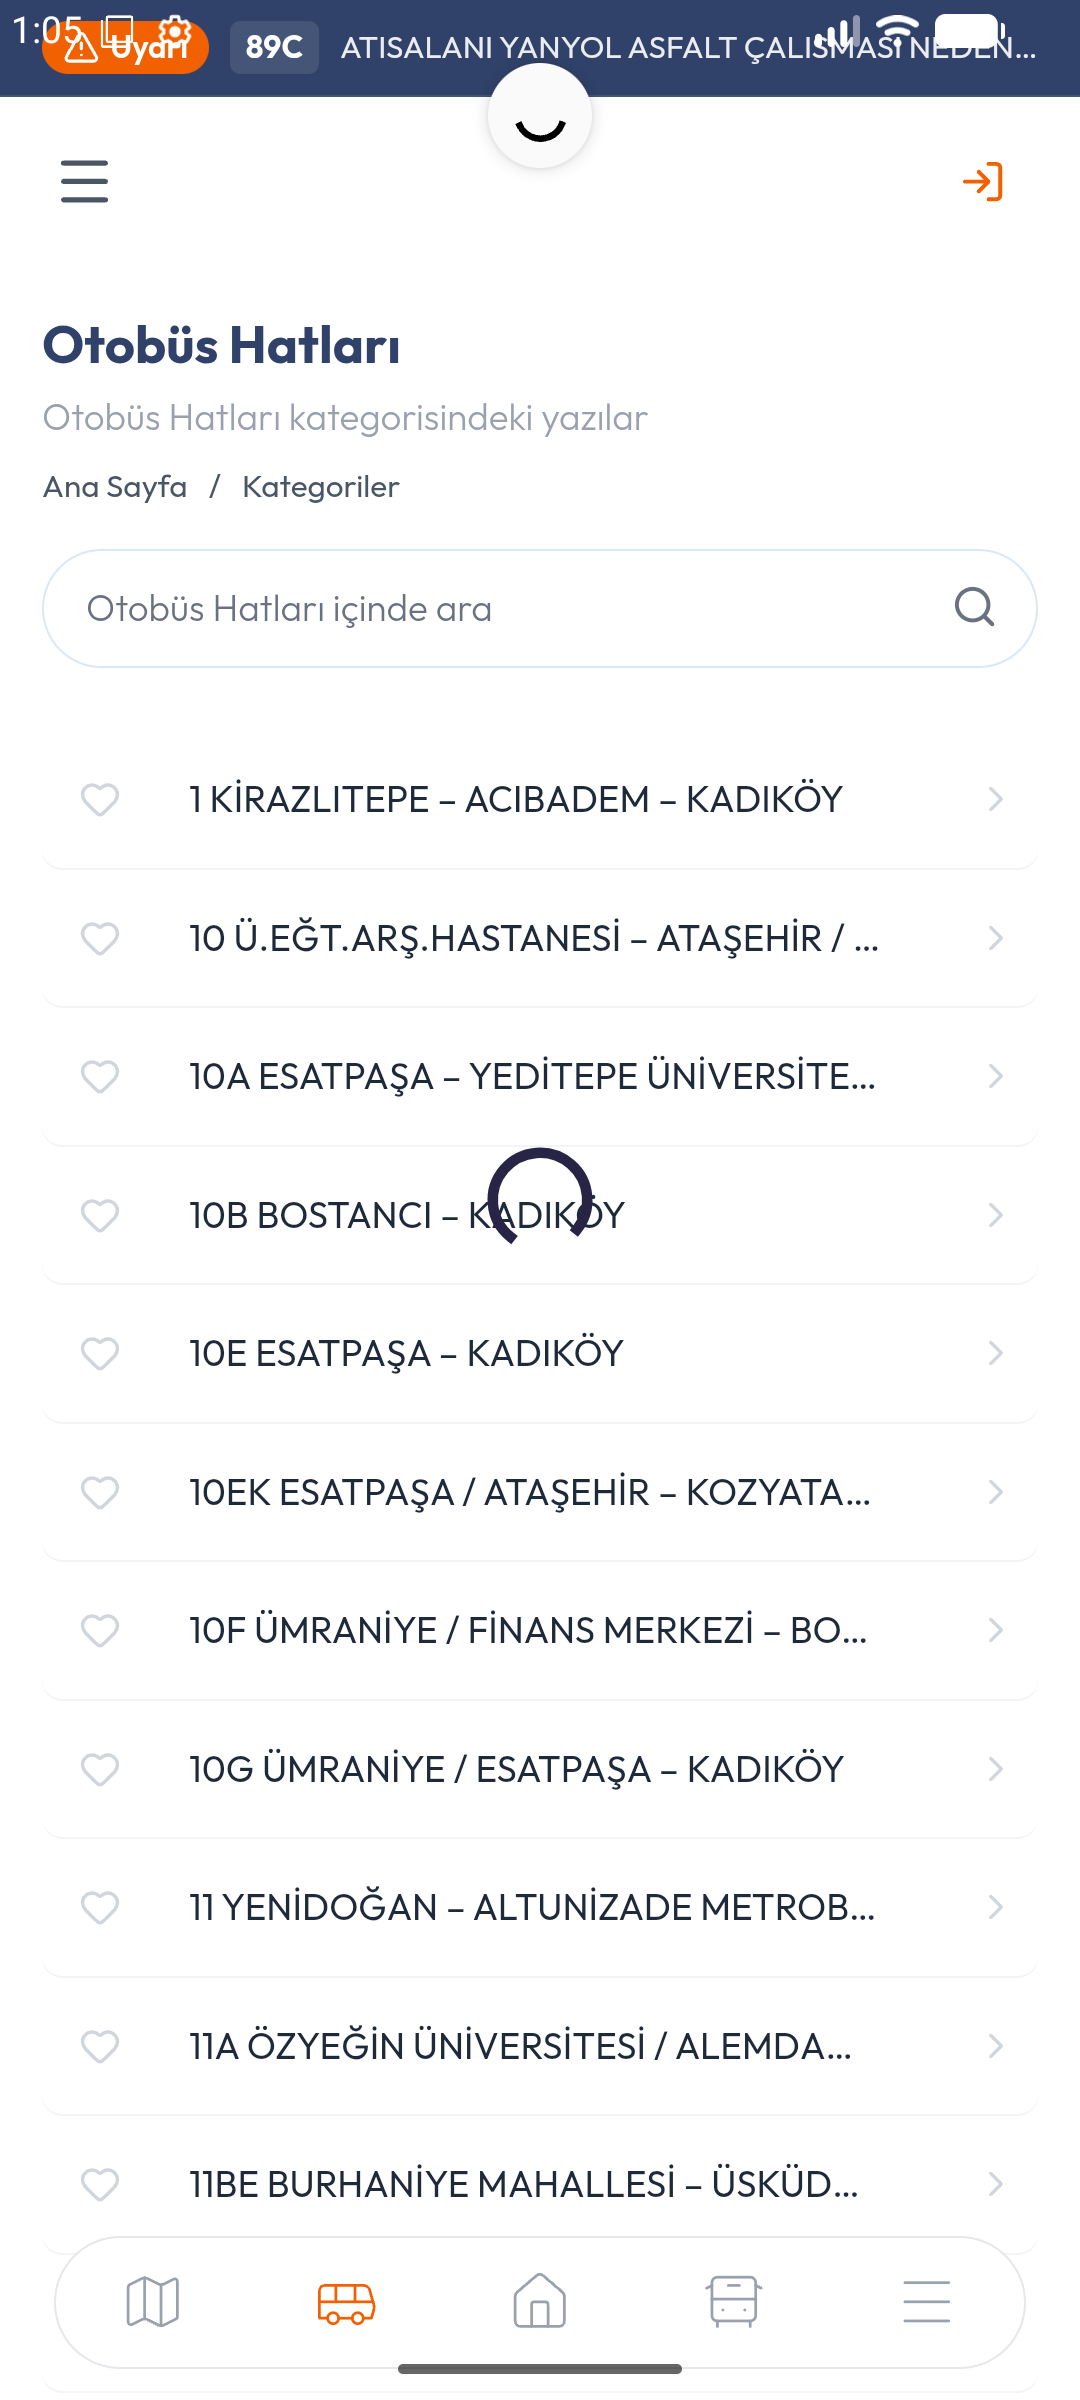 1:05
Uyarı 89C ATISALANI YANYOL ASFALT ÇALISMASI NEDEN...
Otobüs Hatları
Otobüs Hatları kategorisindeki yazılar
Ana Sayfa / Kategoriler
Otobüs Hatları içinde ara
1 KİRAZLITEPE – ACIBADEM – KADIKÖY
10 Ü.EĞT.ARŞ.HASTANESİ – ATAŞEHİR / ...
10A ESATPAŞA – YEDİTEPE ÜNİVERSİTE...
10B BOSTANCI – KADIKÖY
10E ESATPAŞA – KADIKÖY
10EK ESATPAŞA / ATAŞEHİR – KOZYATA...
10F ÜMRANİYE / FİNANS MERKEZİ – BO...
10G ÜMRANİYE / ESATPAŞA – KADIKÖY
11 YENİDOĞAN – ALTUNİZADE METROB...
11A ÖZYEĞİN ÜNİVERSİTESİ / ALEMDA...
11BE BURHANİYE MAHALLESİ – ÜSKÜD...